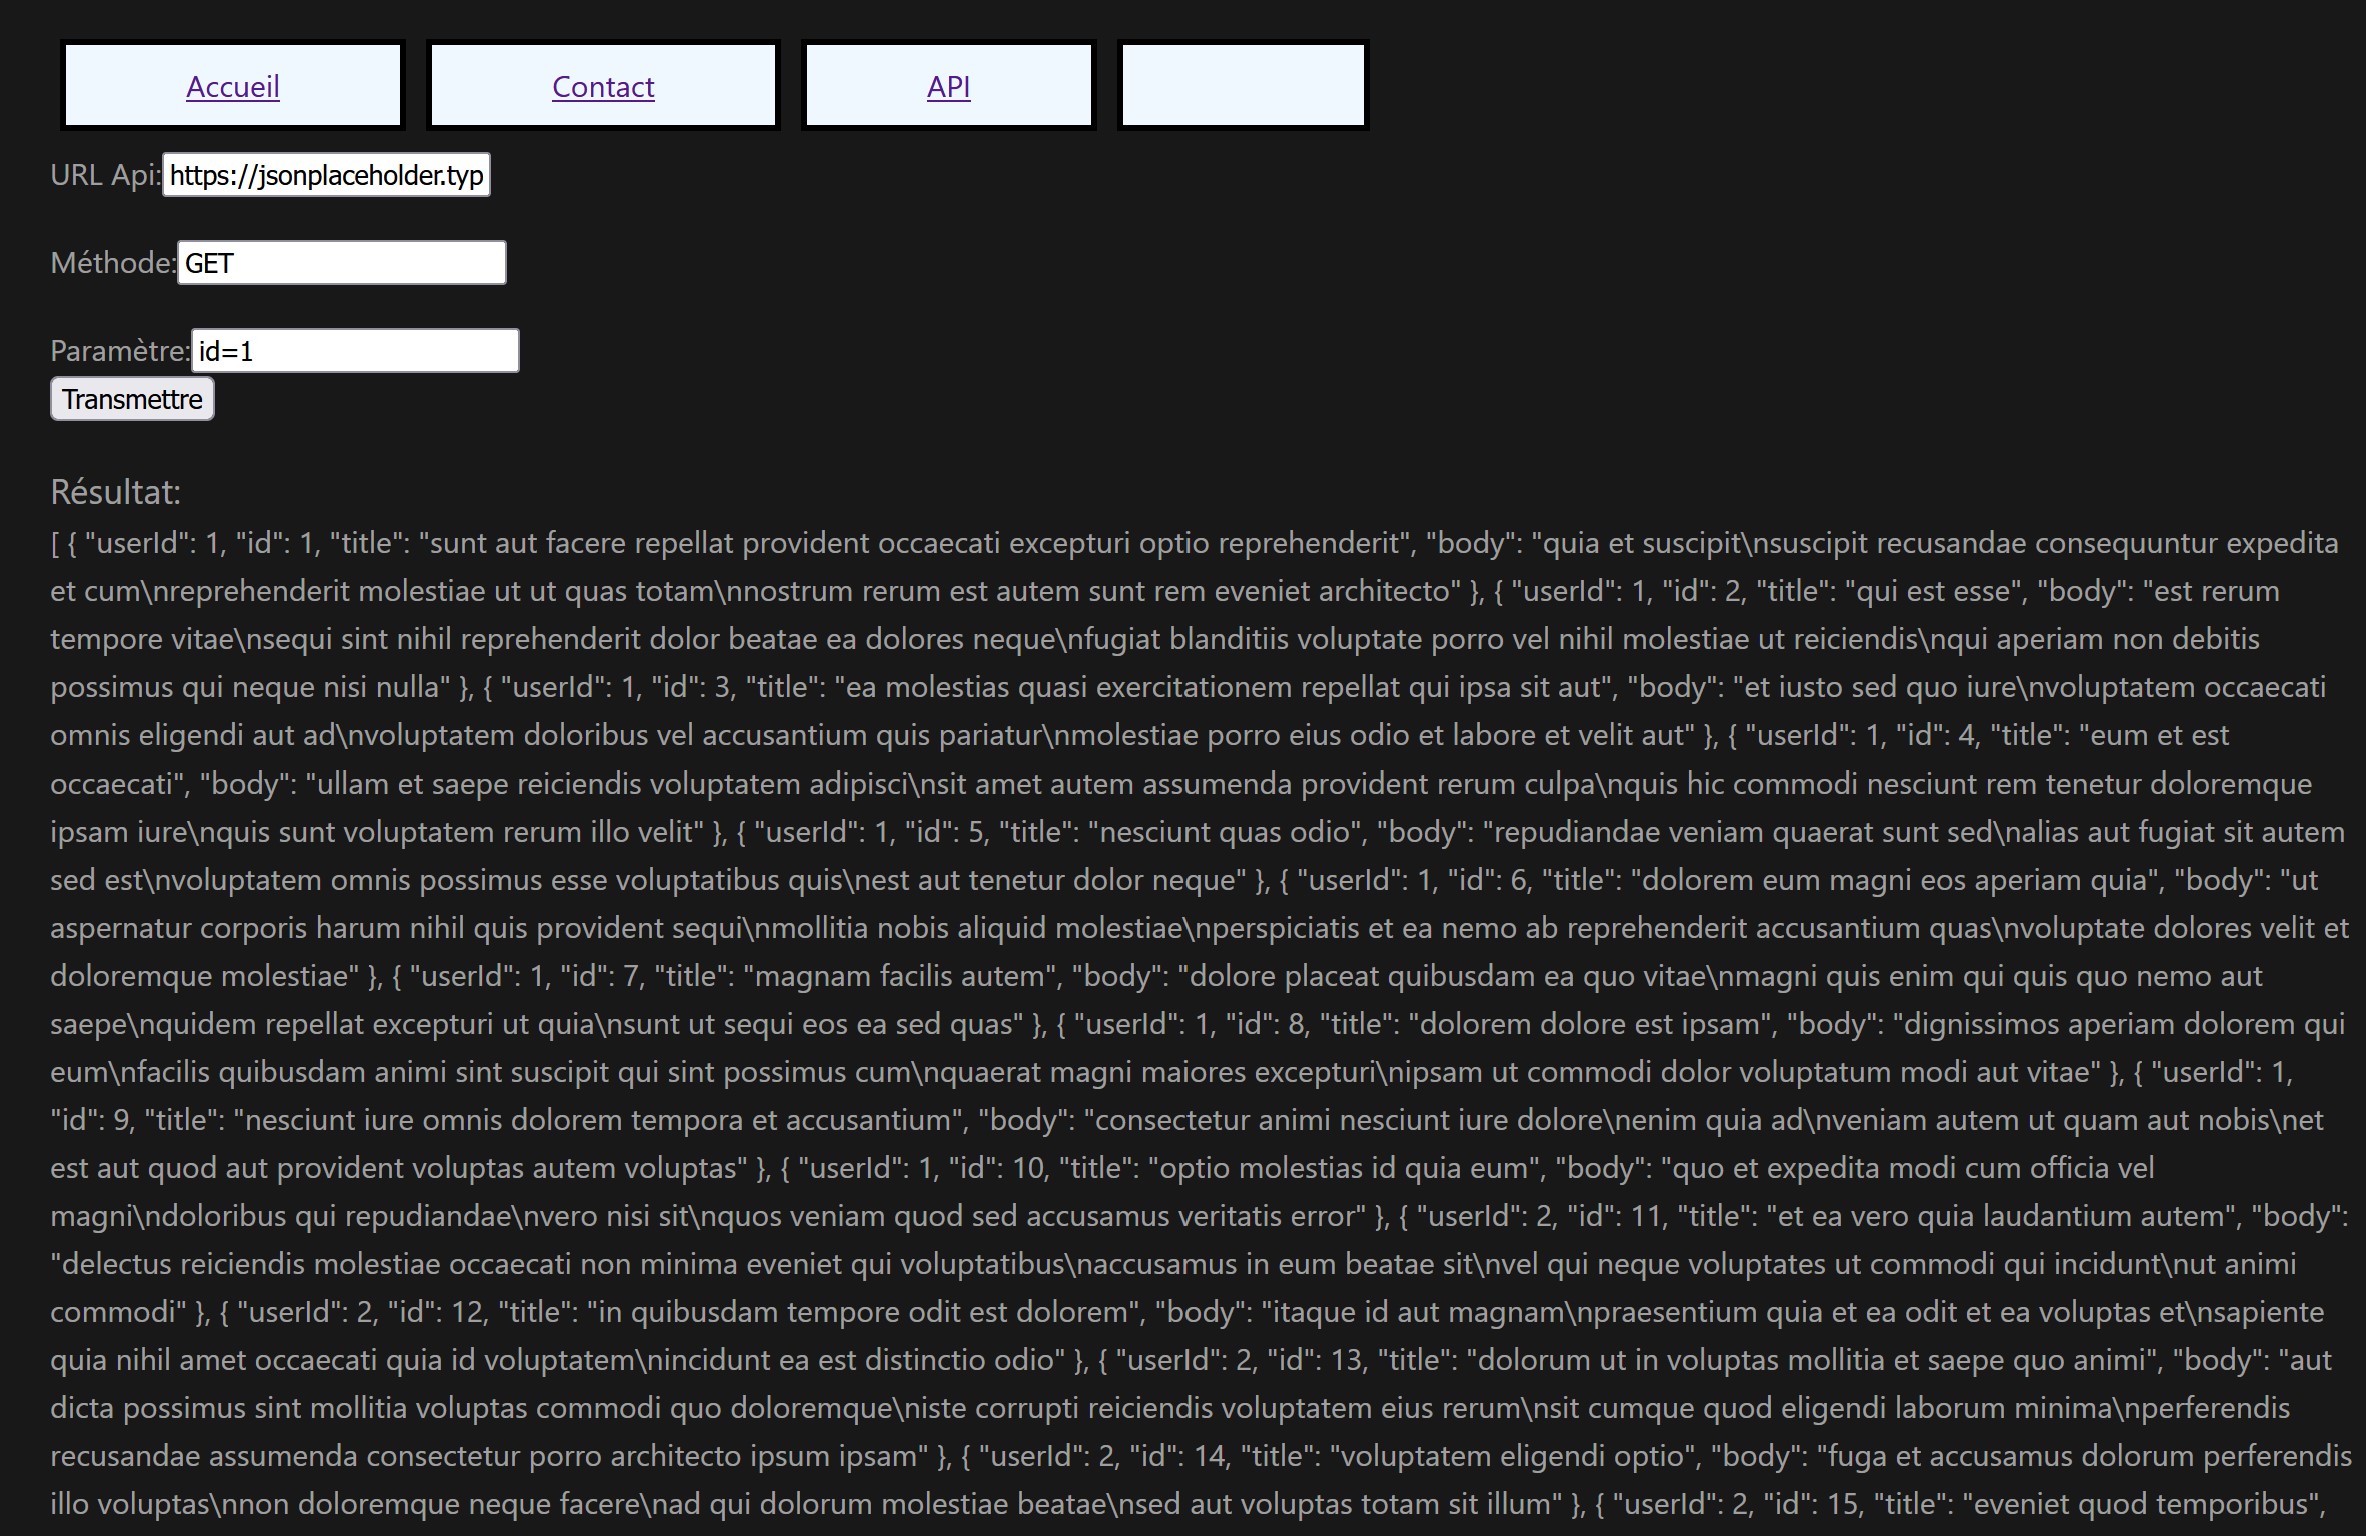 Accueil
Contact
API
URL Api:https://jsonplaceholder.typ
Méthode:GET
Paramètre:id=1
Transmettre
Résultat:
[ { "userId": 1, "id": 1, "title": "sunt aut facere repellat provident occaecati excepturi optio reprehenderit", "body": "quia et suscipit\nsuscipit recusandae consequuntur expedita
et cum\nreprehenderit molestiae ut ut quas totam\nnostrum rerum est autem sunt rem eveniet architecto" }, { "userId": 1, "id": 2, "title": "qui est esse", "body": "est rerum
tempore vitae\nsequi sint nihil reprehenderit dolor beatae ea dolores neque\nfugiat blanditiis voluptate porro vel nihil molestiae ut reiciendis\nqui aperiam non debitis
possimus qui neque nisi nulla" }, { "userId": 1, "id": 3, "title": "ea molestias quasi exercitationem repellat qui ipsa sit aut", "body": "et iusto sed quo iure\nvoluptatem occaecati
omnis eligendi aut ad\nvoluptatem doloribus vel accusantium quis pariatur\nmolestiae porro eius odio et labore et velit aut" }, { "userId": 1, "id": 4, "title": "eum et est
occaecati", "body": "ullam et saepe reiciendis voluptatem adipisci\nsit amet autem assumenda provident rerum culpa\nquis hic commodi nesciunt rem tenetur doloremque
ipsam iure\nquis sunt voluptatem rerum illo velit" }, { "userId": 1, "id": 5, "title": "nesciunt quas odio", "body": "repudiandae veniam quaerat sunt sed\nalias aut fugiat sit autem
sed est\nvoluptatem omnis possimus esse voluptatibus quis\nest aut tenetur dolor neque" }, { "userId": 1, "id": 6, "title": "dolorem eum magni eos aperiam quia", "body": "ut
aspernatur corporis harum nihil quis provident sequi\nmollitia nobis aliquid molestiae\nperspiciatis et ea nemo ab reprehenderit accusantium quas\nvoluptate dolores velit et
doloremque molestiae" }, { "userId": 1, "id": 7, "title": "magnam facilis autem", "body": "dolore placeat quibusdam ea quo vitae\nmagni quis enim qui quis quo nemo aut
saepe\nquidem repellat excepturi ut quia\nsunt ut sequi eos ea sed quas" }, { "userId": 1, "id": 8, "title": "dolorem dolore est ipsam", "body": "dignissimos aperiam dolorem qui
eum\nfacilis quibusdam animi sint suscipit qui sint possimus cum\nquaerat magni maiores excepturi\nipsam ut commodi dolor voluptatum modi aut vitae" }, { "userId": 1,
"id": 9, "title": "nesciunt iure omnis dolorem tempora et accusantium", "body": "consectetur animi nesciunt iure dolore\nenim quia ad\nveniam autem ut quam aut nobis\net
est aut quod aut provident voluptas autem voluptas" }, { "userId": 1, "id": 10, "title": "optio molestias id quia eum", "body": "quo et expedita modi cum officia vel
magni\ndoloribus qui repudiandae\nvero nisi sit\nquos veniam quod sed accusamus veritatis error" }, { "userId": 2, "id": 11, "title": "et ea vero quia laudantium autem", "body":
"delectus reiciendis molestiae occaecati non minima eveniet qui voluptatibus\naccusamus in eum beatae sit\nvel qui neque voluptates ut commodi qui incidunt\nut animi
commodi" }, { "userId": 2, "id": 12, "title": "in quibusdam tempore odit est dolorem", "body": "itaque id aut magnam\npraesentium quia et ea odit et ea voluptas et\nsapiente
quia nihil amet occaecati quia id voluptatem\nincidunt ea est distinctio odio" }, { "userId": 2, "id": 13, "title": "dolorum ut in voluptas mollitia et saepe quo animi", "body": "aut
dicta possimus sint mollitia voluptas commodi quo doloremque\niste corrupti reiciendis voluptatem eius rerum\nsit cumque quod eligendi laborum minima\nperferendis
recusandae assumenda consectetur porro architecto ipsum ipsam" }, { "userId": 2, "id": 14, "title": "voluptatem eligendi optio", "body": "fuga et accusamus dolorum perferendis
illo voluptas\nnon doloremque neque facere\nad qui dolorum molestiae beatae\nsed aut voluptas totam sit illum" }, { "userId": 2, "id": 15, "title": "eveniet quod temporibus",